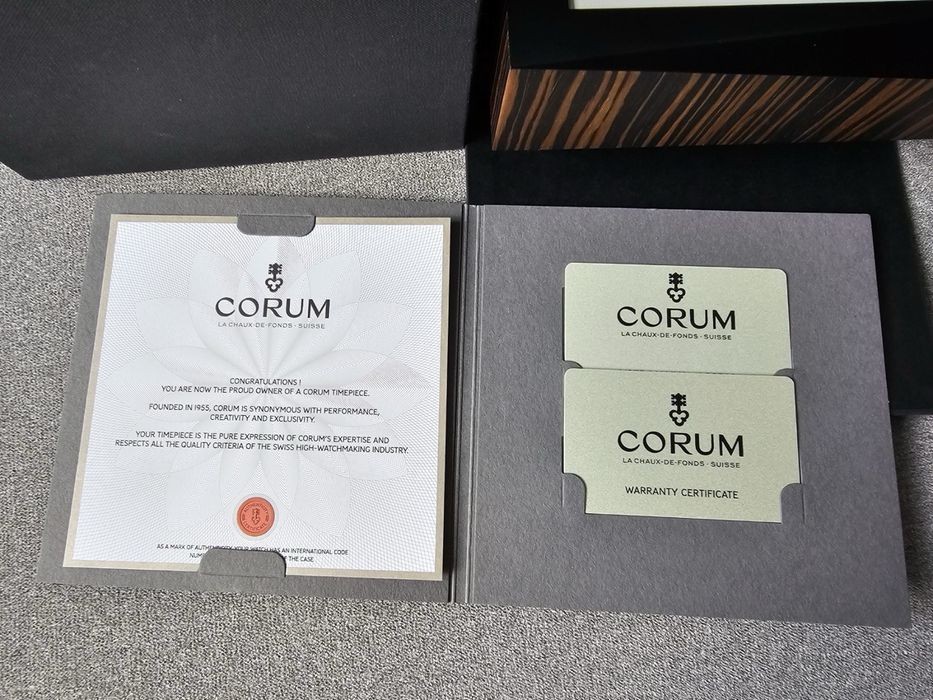 CORUM
LA CHAUX-DE-FONDS · SUISSE
CONGRATULATIONS !
YOU ARE NOW THE PROUD OWNER OF A CORUM TIMEPIECE.
FOUNDED IN 1955, CORUM IS SYNONYMOUS WITH PERFORMANCE,
CREATIVITY AND EXCLUSIVITY.
YOUR TIMEPIECE IS THE PURE EXPRESSION OF CORUM'S EXPERTISE AND
RESPECTS ALL THE QUALITY CRITERIA OF THE SWISS HIGH-WATCHMAKING INDUSTRY.
AS A MARK OF AUTHENTICITY, YOUR WATCH HAS AN INTERNATIONAL CODE
THE CASE
CORUM
LA CHAUX-DE-FONDS · SUISSE
CORUM
LA CHAUX-DE-FONDS · SUISSE
WARRANTY CERTIFICATE